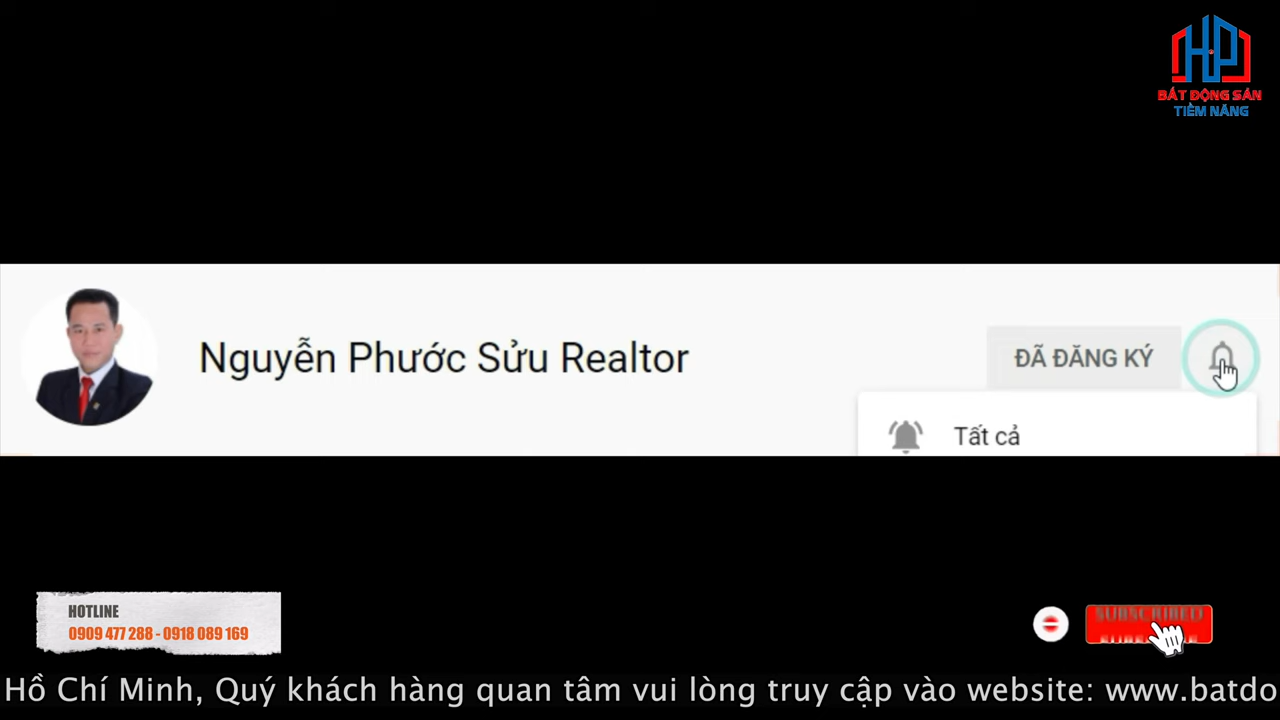 BẤT ĐỘNG SẢN
TIỀM NĂNG
Nguyễn Phước Sửu Realtor
ĐÃ ĐĂNG KÝ
Tất cả
HOTLINE
0909 477 288 - 0918 089 169
SUBSCRIBED
Hồ Chí Minh, Quý khách hàng quan tâm vui lòng truy cập vào website: www.batdo